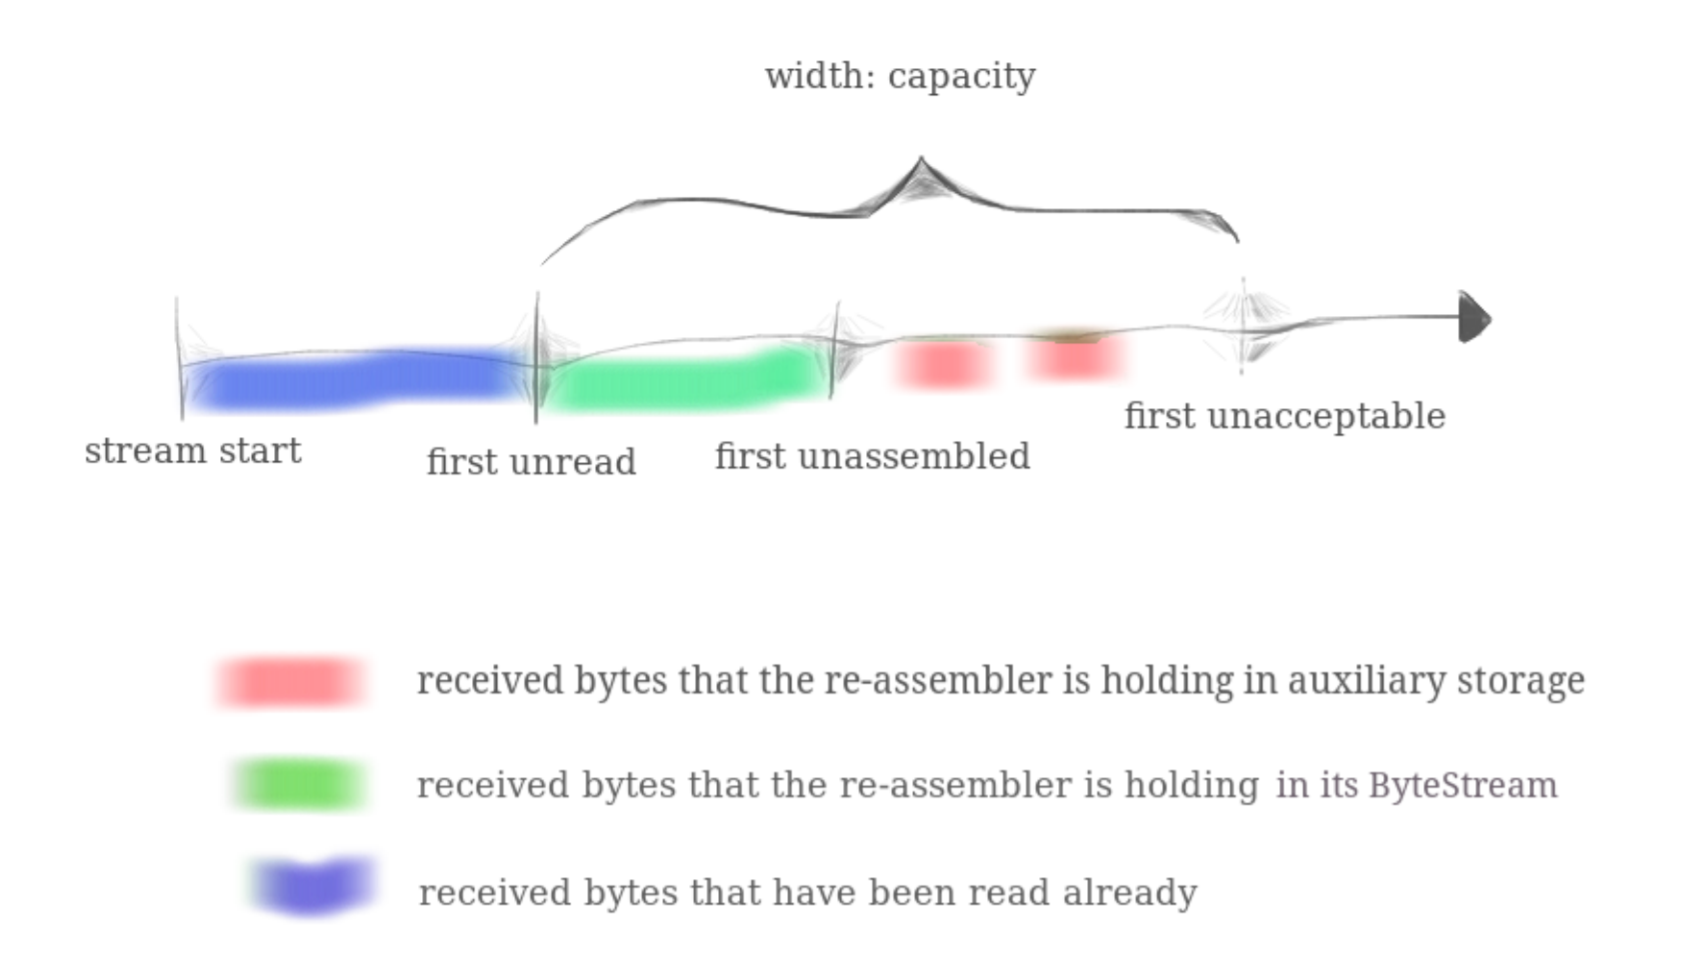 width: capacity
stream start
first unread
first unassembled
first unacceptable
received bytes that the re-assembler is holding in auxiliary storage
received bytes that the re-assembler is holding in its ByteStream
received bytes that have been read already